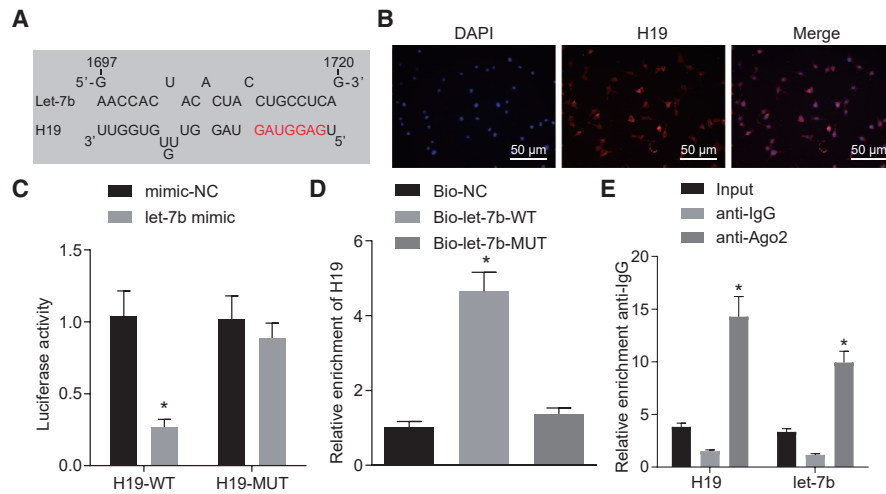 A
1697 1720
5'-G U A C G-3'
Let-7b AACCAC ACCUA CUGCCUCA
H19 3'UUGGUG UG GAU GAUGGAGU 5'
UU
G
B
DAPI H19 Merge
50 µm 50 µm 50 µm
C
mimic-NC
let-7b mimic
Luciferase activity
1.5
1.0
0.5
0.0
*
H19-WT H19-MUT
D
Bio-NC
Bio-let-7b-WT
Bio-let-7b-MUT
Relative enrichment of H19
6
4
2
0
*
E
Input
anti-IgG
anti-Ago2
Relative enrichment anti-IgG
20
15
10
5
0
*
*
H19 let-7b